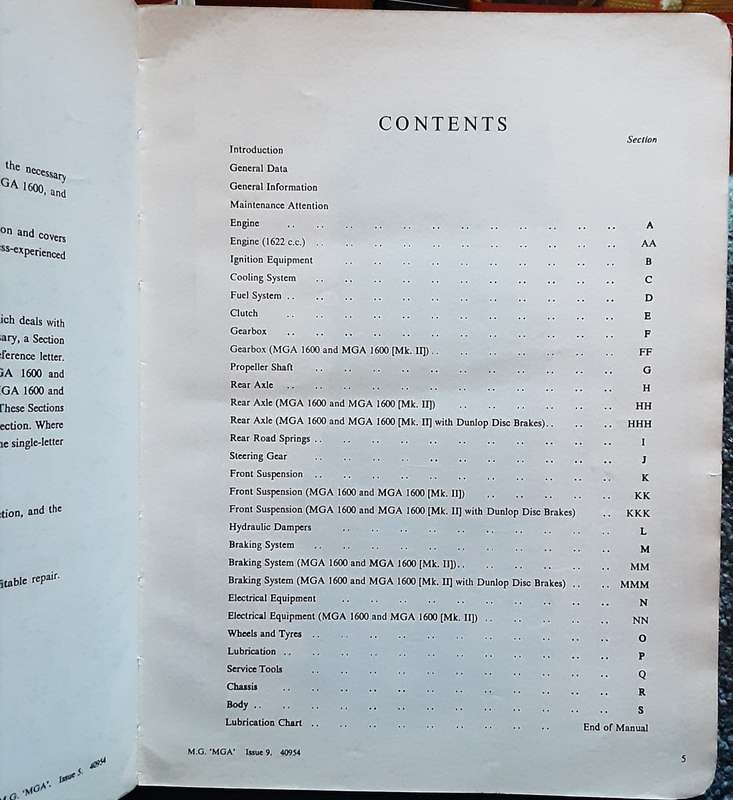 the necessary
GA 1600, and
on and covers
ss-experienced
ich deals with
ary, a Section
ference letter.
GA 1600 and
GA 1600 and
These Sections
ection. Where
e single-letter
tion, and the
itable repair.
M.G. 'MGA'. Issue 5. 40954
CONTENTS
Section
Introduction
General Data
General Information
Maintenance Attention
Engine .. .. .. .. .. .. .. .. .. .. .. .. A
Engine (1622 c.c.) .. .. .. .. .. .. .. .. .. .. .. AA
Ignition Equipment .. .. .. .. .. .. .. .. .. .. B
Cooling System .. .. .. .. .. .. .. .. .. .. .. C
Fuel System .. .. .. .. .. .. .. .. .. .. .. .. D
Clutch .. .. .. .. .. .. .. .. .. .. .. .. E
Gearbox .. .. .. .. .. .. .. .. .. .. .. .. F
Gearbox (MGA 1600 and MGA 1600 [Mk. II]) .. .. .. .. .. .. FF
Propeller Shaft .. .. .. .. .. .. .. .. .. .. .. G
Rear Axle .. .. .. .. .. .. .. .. .. .. .. .. H
Rear Axle (MGA 1600 and MGA 1600 [Mk. II]) .. .. .. .. .. .. HH
Rear Axle (MGA 1600 and MGA 1600 [Mk. II] with Dunlop Disc Brakes) .. .. .. HHH
Rear Road Springs .. .. .. .. .. .. .. .. .. .. .. I
Steering Gear .. .. .. .. .. .. .. .. .. .. .. J
Front Suspension .. .. .. .. .. .. .. .. .. .. .. K
Front Suspension (MGA 1600 and MGA 1600 [Mk. II]) .. .. .. .. .. KK
Front Suspension (MGA 1600 and MGA 1600 [Mk. II] with Dunlop Disc Brakes) .. KKK
Hydraulic Dampers .. .. .. .. .. .. .. .. .. .. L
Braking System .. .. .. .. .. .. .. .. .. .. .. M
Braking System (MGA 1600 and MGA 1600 [Mk. II]) .. .. .. .. .. .. MM
Braking System (MGA 1600 and MGA 1600 [Mk. II] with Dunlop Disc Brakes) .. .. MMM
Electrical Equipment .. .. .. .. .. .. .. .. .. .. N
Electrical Equipment (MGA 1600 and MGA 1600 [Mk. II]) .. .. .. .. .. NN
Wheels and Tyres .. .. .. .. .. .. .. .. .. .. .. O
Lubrication .. .. .. .. .. .. .. .. .. .. .. .. P
Service Tools .. .. .. .. .. .. .. .. .. .. .. Q
Chassis .. .. .. .. .. .. .. .. .. .. .. .. R
Body .. .. .. .. .. .. .. .. .. .. .. .. .. S
Lubrication Chart .. .. .. .. .. .. .. .. .. End of Manual
M.G. 'MGA' Issue 9. 40954
5